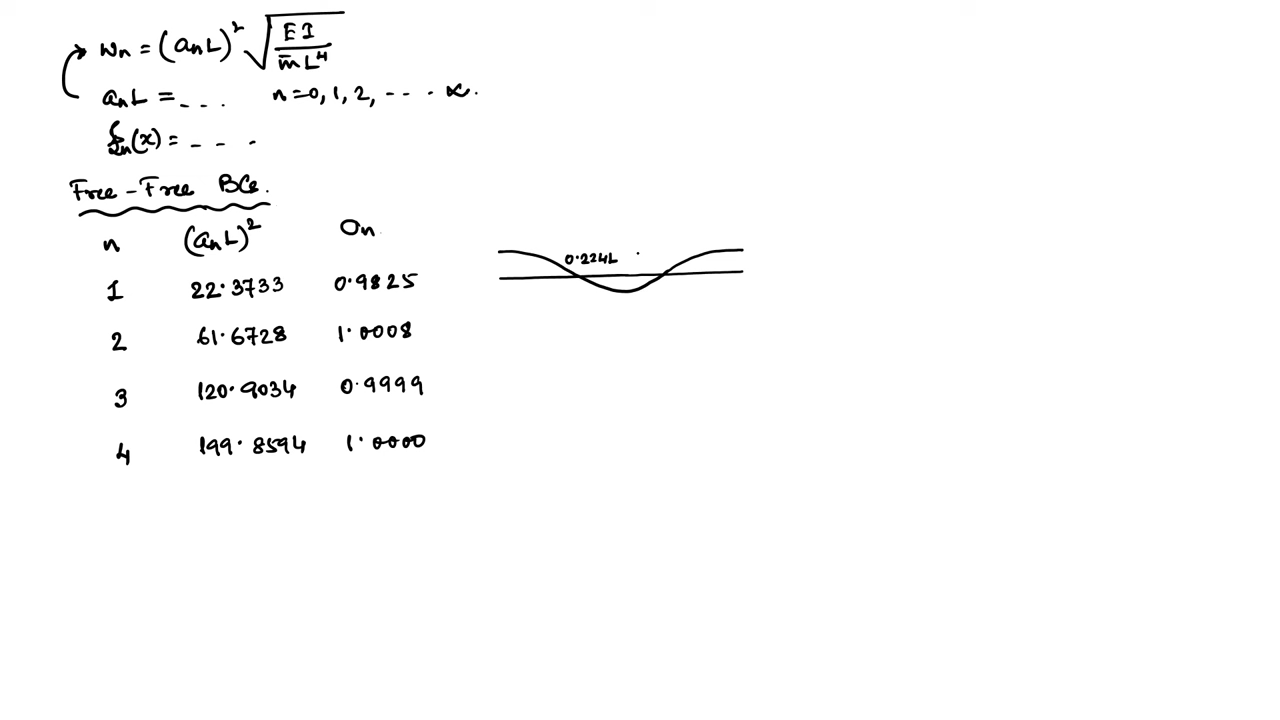 ωn = (anL)² √(EI / m̄L⁴)
anL = - - . n=0, 1, 2, - - . ∝.
(x) = - - -
Free - Free BCs.
n (anL)² σn
1 22.3733 0.9825
0.224L
2 61.6728 1.0008
3 120.9034 0.9999
4 199.8594 1.0000